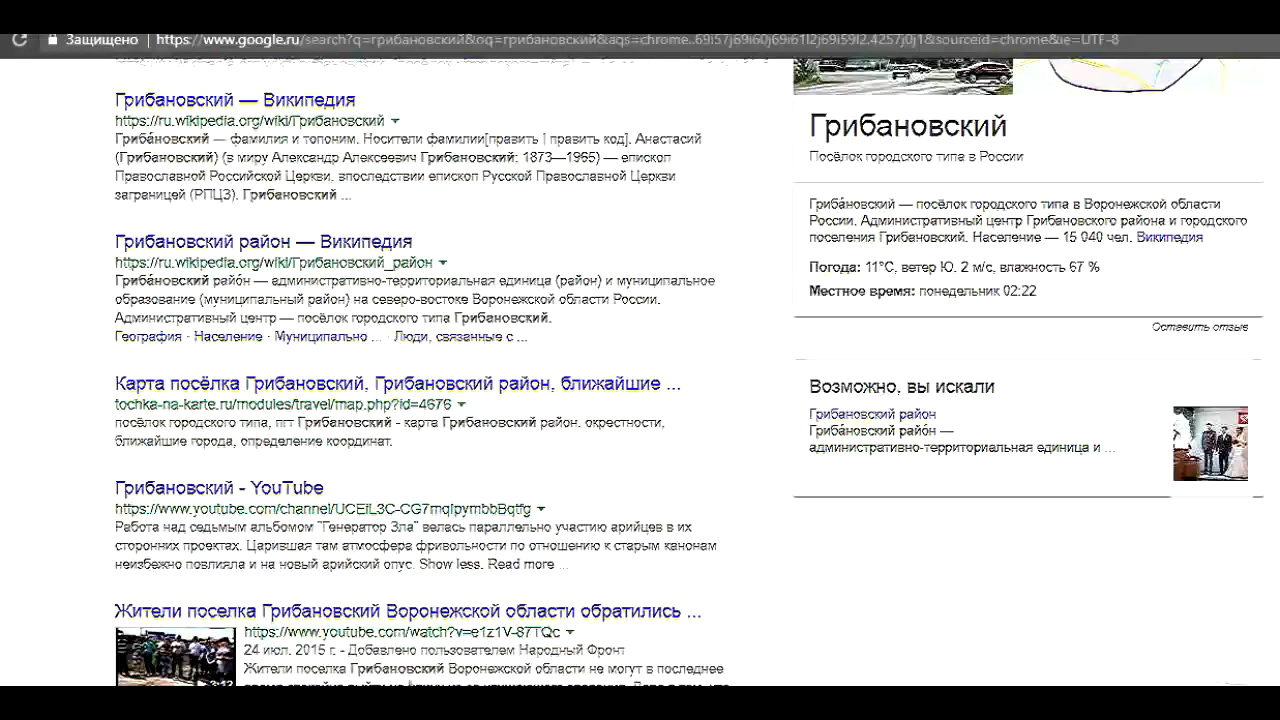 Защищено | https://www.google.ru/search?q=грибановский&oq=грибановский&aqs=chrome..69i57j69i60j69i61l2j69i59l2.4257j0j1&sourceid=chrome&ie=UTF-8
Грибановский — Википедия
https://ru.wikipedia.org/wiki/Грибановский
Гриба́новский — фамилия и топоним. Носители фамилии[править | править код]. Анастасий
(Грибановский) (в миру Александр Алексеевич Грибановский; 1873—1965) — епископ
Православной Российской Церкви, впоследствии епископ Русской Православной Церкви
заграницей (РПЦЗ). Грибановский ...
Грибановский район — Википедия
https://ru.wikipedia.org/wiki/Грибановский_район
Гриба́новский райо́н — административно-территориальная единица (район) и муниципальное
образование (муниципальный район) на северо-востоке Воронежской области России.
Административный центр — посёлок городского типа Грибановский.
География · Население · Муниципально ... · Люди, связанные с ...
Карта посёлка Грибановский, Грибановский район, ближайшие ...
tochka-na-karte.ru/modules/travel/map.php?id=4676
посёлок городского типа, пгт Грибановский - карта Грибановский район, окрестности,
ближайшие города, определение координат.
Грибановский - YouTube
https://www.youtube.com/channel/UCEiL3C-CG7mqIpymbbBqtfg
Работа над седьмым альбомом "Генератор Зла" велась параллельно участию арийцев в их
сторонних проектах. Царившая там атмосфера фривольности по отношению к старым канонам
неизбежно повлияла и на новый арийский опус. Show less. Read more ...
Жители поселка Грибановский Воронежской области обратились ...
https://www.youtube.com/watch?v=e1z1V-87TQc
24 июл. 2015 г. - Добавлено пользователем Народный Фронт
Жители поселка Грибановский Воронежской области не могут в последнее
Грибановский
Посёлок городского типа в России
Гриба́новский — посёлок городского типа в Воронежской области
России. Административный центр Грибановского района и городского
поселения Грибановский. Население — 15 040 чел. Википедия
Погода: 11°C, ветер Ю, 2 м/с, влажность 67 %
Местное время: понедельник 02:22
Оставить отзыв
Возможно, вы искали
Грибановский район
Гриба́новский райо́н —
административно-территориальная единица и ...